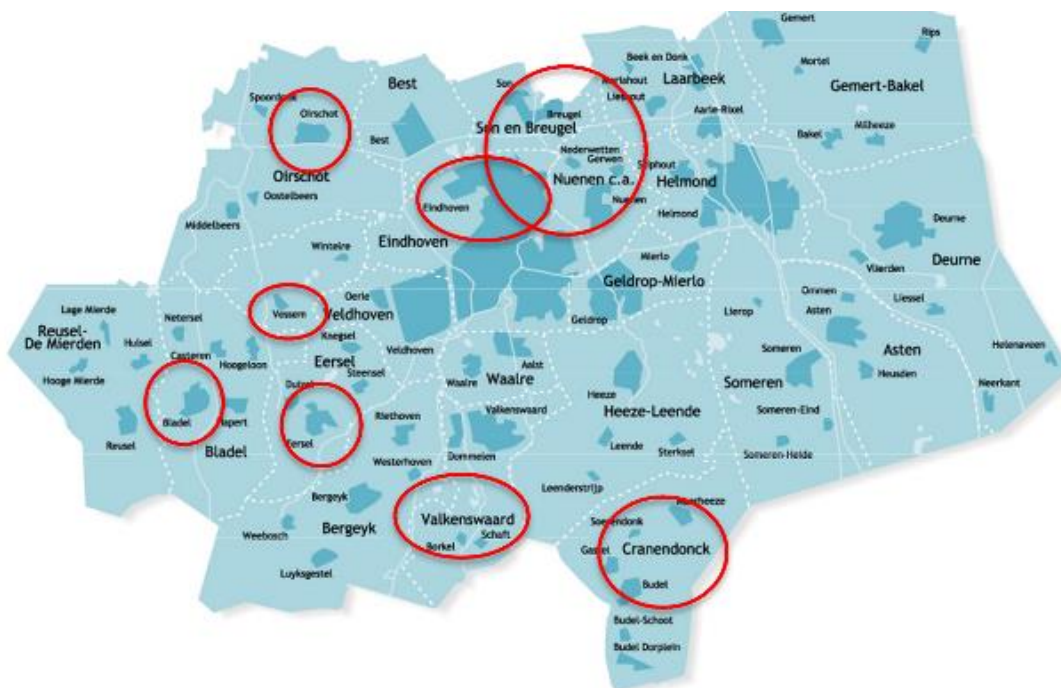 Gemert
Rips
Beek en Donk
Mortel
Best
Son
Mariahout
Laarbeek
Lieshout
Gemert-Bakel
Spoordonk
Oirschot
Breugel
Aarle-Rixel
Son en Breugel
Milheeze
Bakel
Best
Nederwetten
Gerwen
Stiphout
Oirschot
Nuenen c.a.
Helmond
Oostelbeers
Eindhoven
Nuenen
Helmond
Middelbeers
Deurne
Eindhoven
Wintelre
Mierlo
Deurne
Vlierden
Geldrop-Mierlo
Oerle
Ommen
Liessel
Lage Mierde
Netersel
Vessem
Veldhoven
Geldrop
Lierop
Asten
Reusel-
De Mierden
Hulsel
Knegsel
Casteren
Hoogeloon
Eersel
Veldhoven
Aalst
Someren
Asten
Helenaveen
Hooge Mierde
Steensel
Waalre
Waalre
Heusden
Duizel
Someren
Neerkant
Heeze
Bladel
Hapert
Riethoven
Valkenswaard
Heeze-Leende
Someren-Eind
Reusel
Bladel
Eersel
Leende
Sterksel
Someren-Heide
Westerhoven
Dommelen
Leenderstrijp
Bergeyk
Maarheeze
Weebosch
Bergeyk
Valkenswaard
Soerendonk
Borkel
Schaft
Gastel
Cranendonck
Luyksgestel
Budel
Budel-Schoot
Budel Dorplein